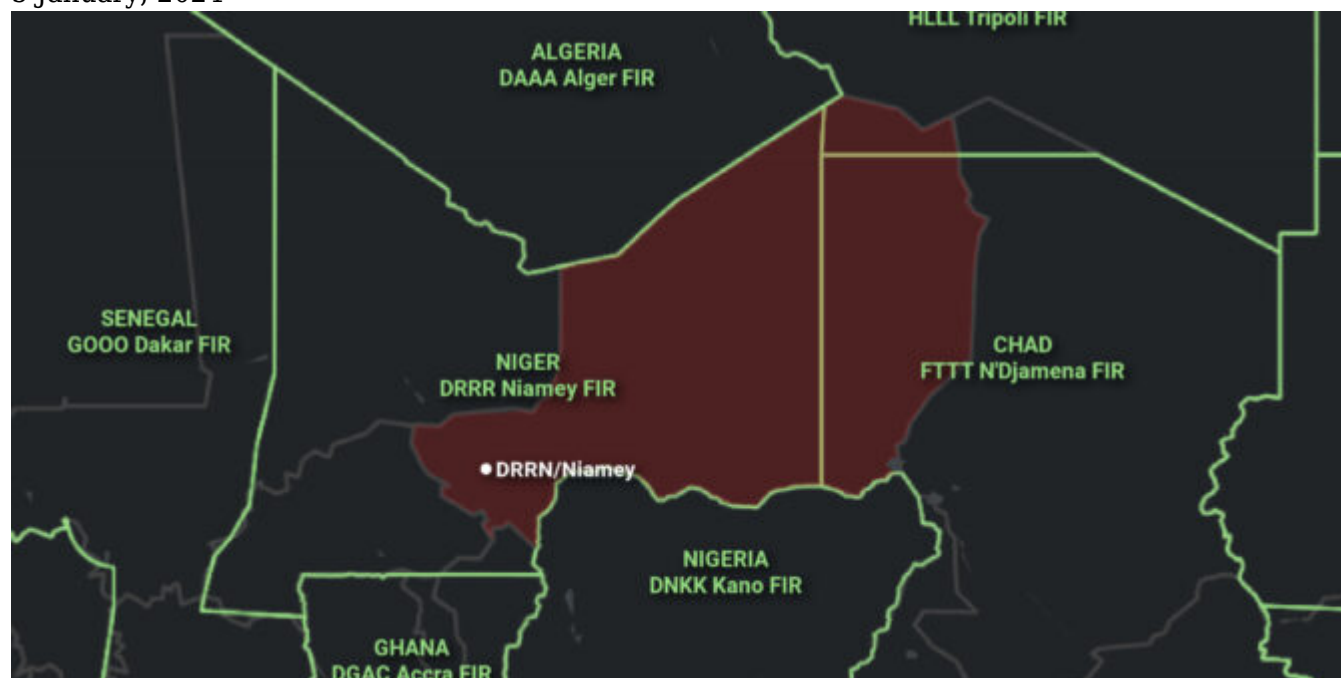 HLLL Tripoli FIR
ALGERIA
DAAA Alger FIR
SENEGAL
GOOO Dakar FIR
NIGER
DRRR Niamey FIR
CHAD
FTTT N'Djamena FIR
DRRN/Niamey
NIGERIA
DNKK Kano FIR
GHANA
DGAC Accra FIR